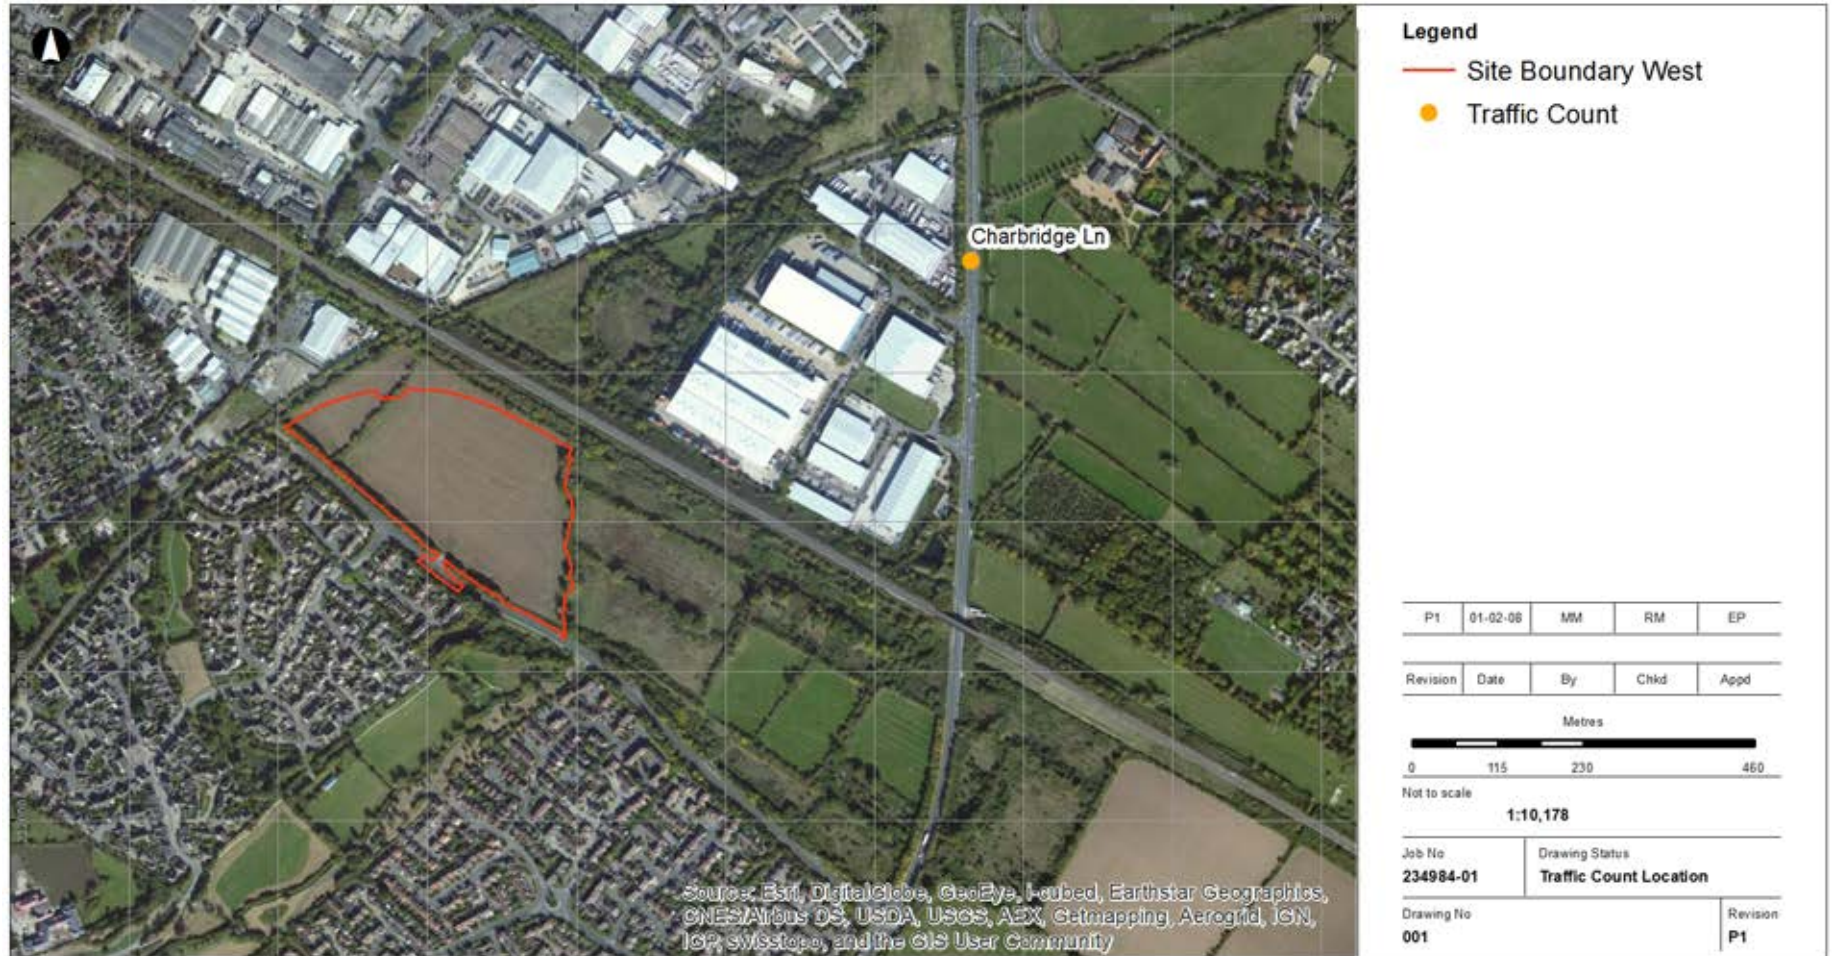 Charbridge Ln
Source: Esri, DigitalGlobe, GeoEye, i-cubed, Earthstar Geographics,
CNES/Airbus DS, USDA, USGS, AEX, Getmapping, Aerogrid, IGN,
IGP, swisstopo, and the GIS User Community
Legend
Site Boundary West
Traffic Count
P1 01-02-08 MM RM EP
Revision Date By Chkd Appd
Metres
0 115 230 460
Not to scale
1:10,178
Job No Drawing Status
234984-01 Traffic Count Location
Drawing No Revision
001 P1